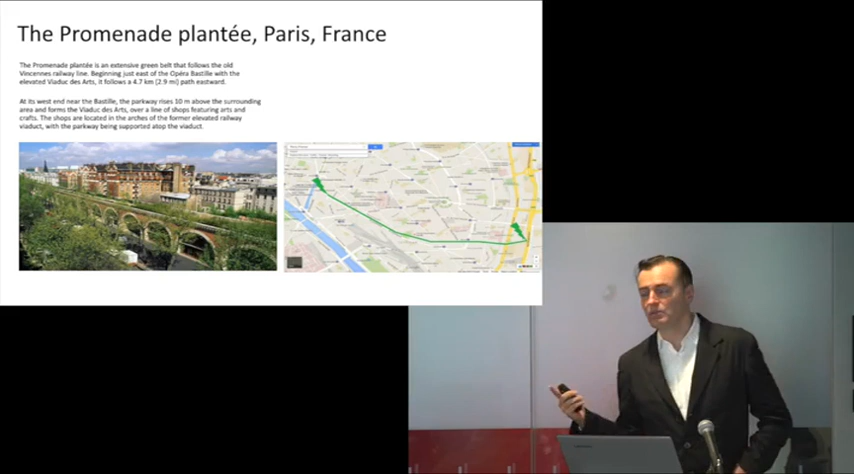 The Promenade plantée, Paris, France
The Promenade plantée is an extensive green belt that follows the old
Vincennes railway line. Beginning just east of the Opéra Bastille with the
elevated Viaduc des Arts, it follows a 4.7 km (2.9 mi) path eastward.
At its west end near the Bastille, the parkway rises 10 m above the surrounding
area and forms the Viaduc des Arts, over a line of shops featuring arts and
crafts. The shops are located in the arches of the former elevated railway
viaduct, with the parkway being supported atop the viaduct.